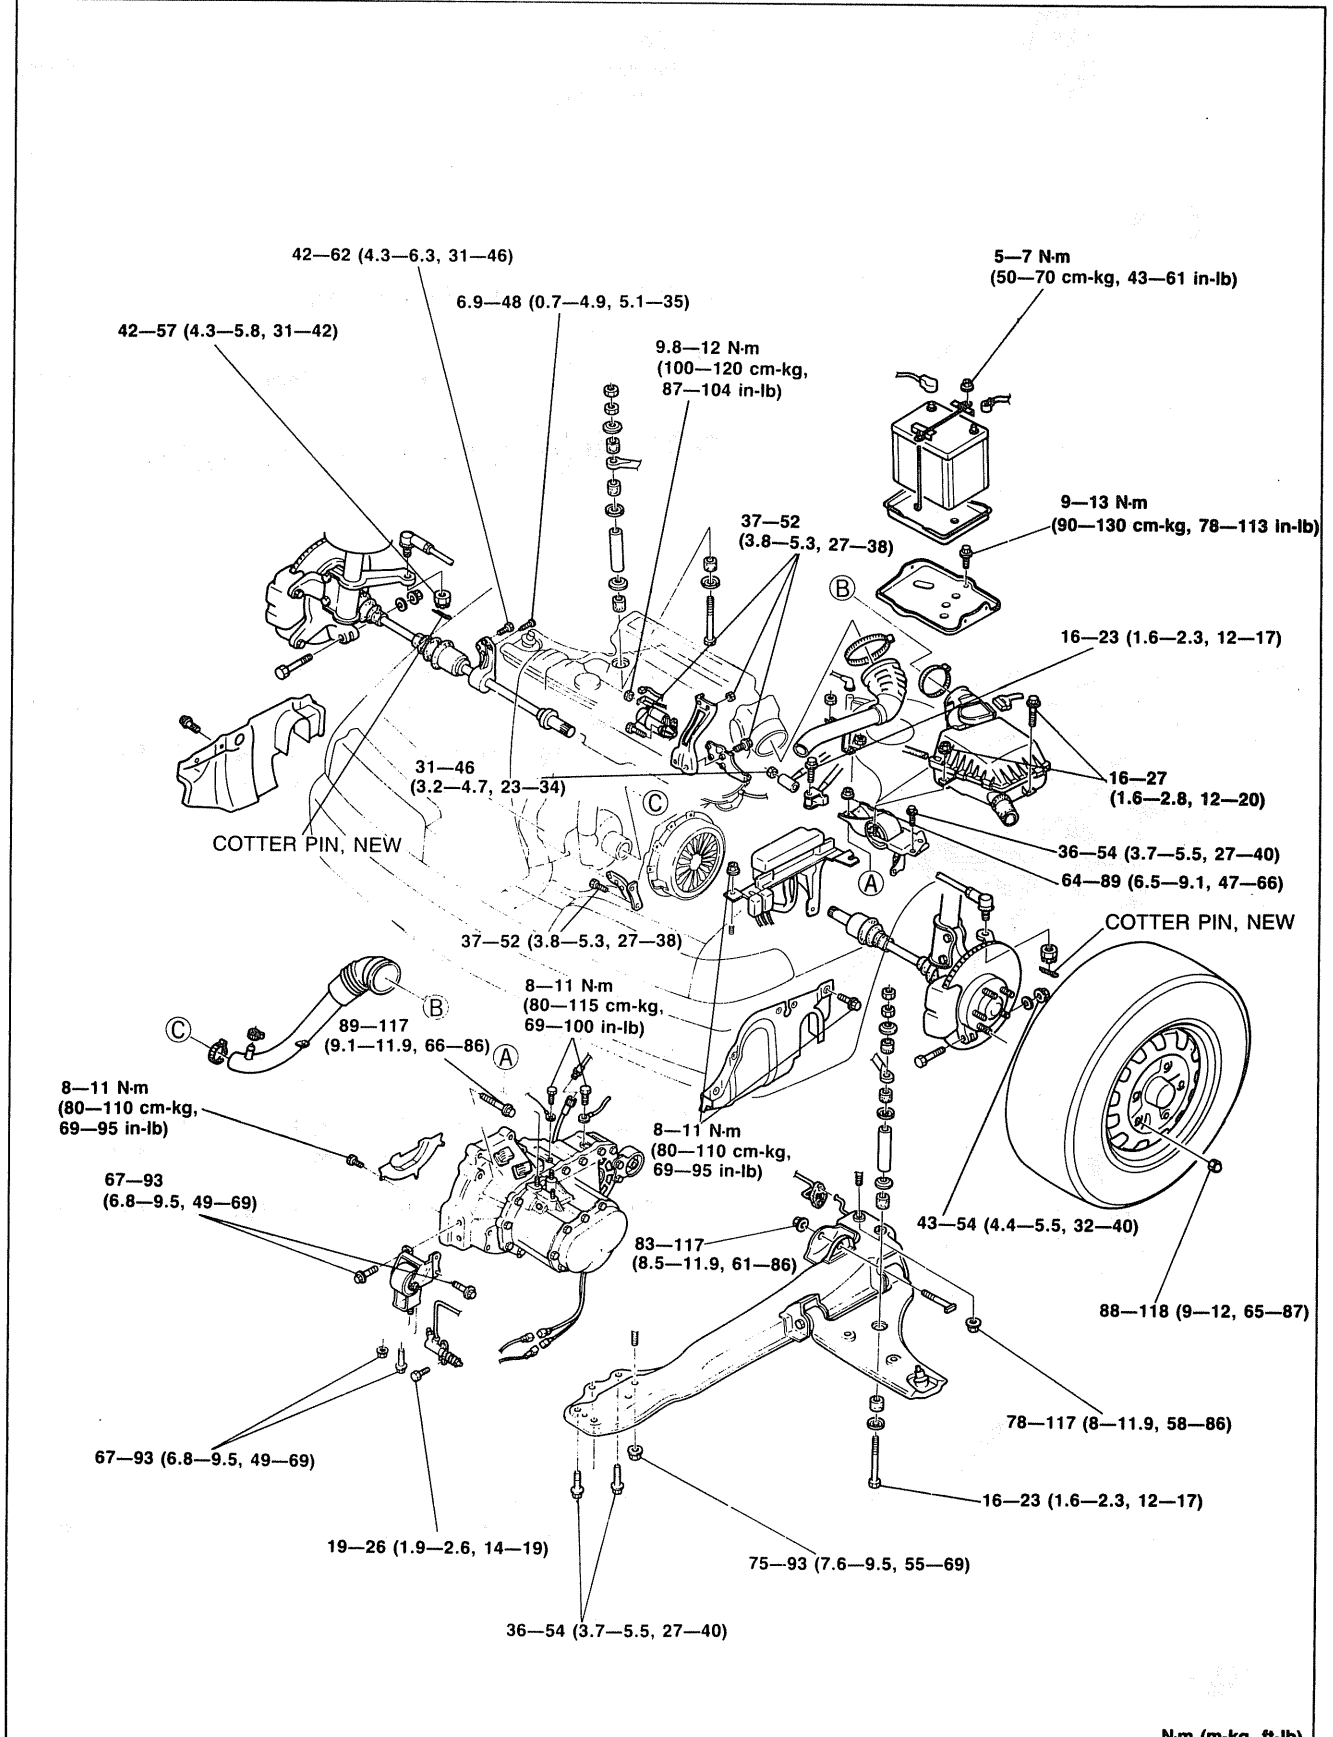 42—62 (4.3—6.3, 31—46)
5—7 N·m
(50—70 cm-kg, 43—61 in-lb)
6.9—48 (0.7—4.9, 5.1—35)
42—57 (4.3—5.8, 31—42)
9.8—12 N·m
(100—120 cm-kg,
87—104 in-lb)
9—13 N·m
(90—130 cm-kg, 78—113 in-lb)
37—52
(3.8—5.3, 27—38)
B
16—23 (1.6—2.3, 12—17)
31—46
(3.2—4.7, 23—34)
C
16—27
(1.6—2.8, 12—20)
COTTER PIN, NEW
36—54 (3.7—5.5, 27—40)
A
64—89 (6.5—9.1, 47—66)
COTTER PIN, NEW
37—52 (3.8—5.3, 27—38)
8—11 N·m
(80—115 cm-kg,
69—100 in-lb)
B
C
89—117
(9.1—11.9, 66—86)
A
8—11 N·m
(80—110 cm-kg,
69—95 in-lb)
8—11 N·m
(80—110 cm-kg,
69—95 in-lb)
67—93
(6.8—9.5, 49—69)
43—54 (4.4—5.5, 32—40)
83—117
(8.5—11.9, 61—86)
88—118 (9—12, 65—87)
78—117 (8—11.9, 58—86)
67—93 (6.8—9.5, 49—69)
16—23 (1.6—2.3, 12—17)
19—26 (1.9—2.6, 14—19)
75—93 (7.6—9.5, 55—69)
36—54 (3.7—5.5, 27—40)
N·m (m-kg, ft-lb)